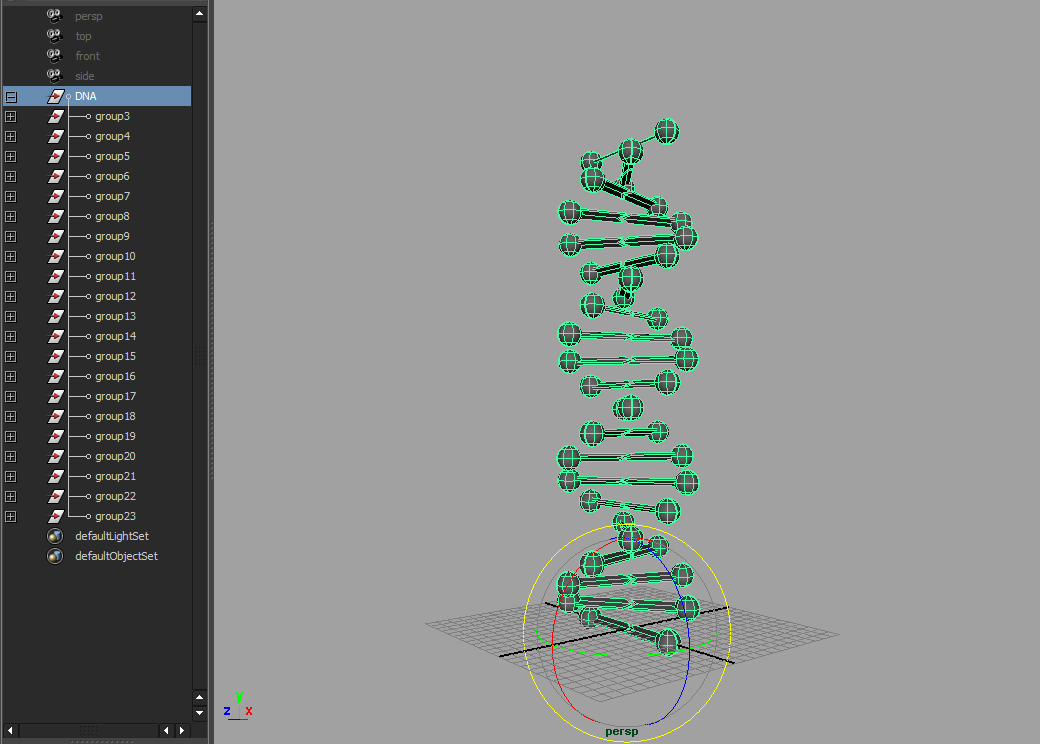 persp
top
front
side
DNA
group3
group4
group5
group6
group7
group8
group9
group10
group11
group12
group13
group14
group15
group16
group17
group18
group19
group20
group21
group22
group23
defaultLightSet
defaultObjectSet
Y
Z X
persp